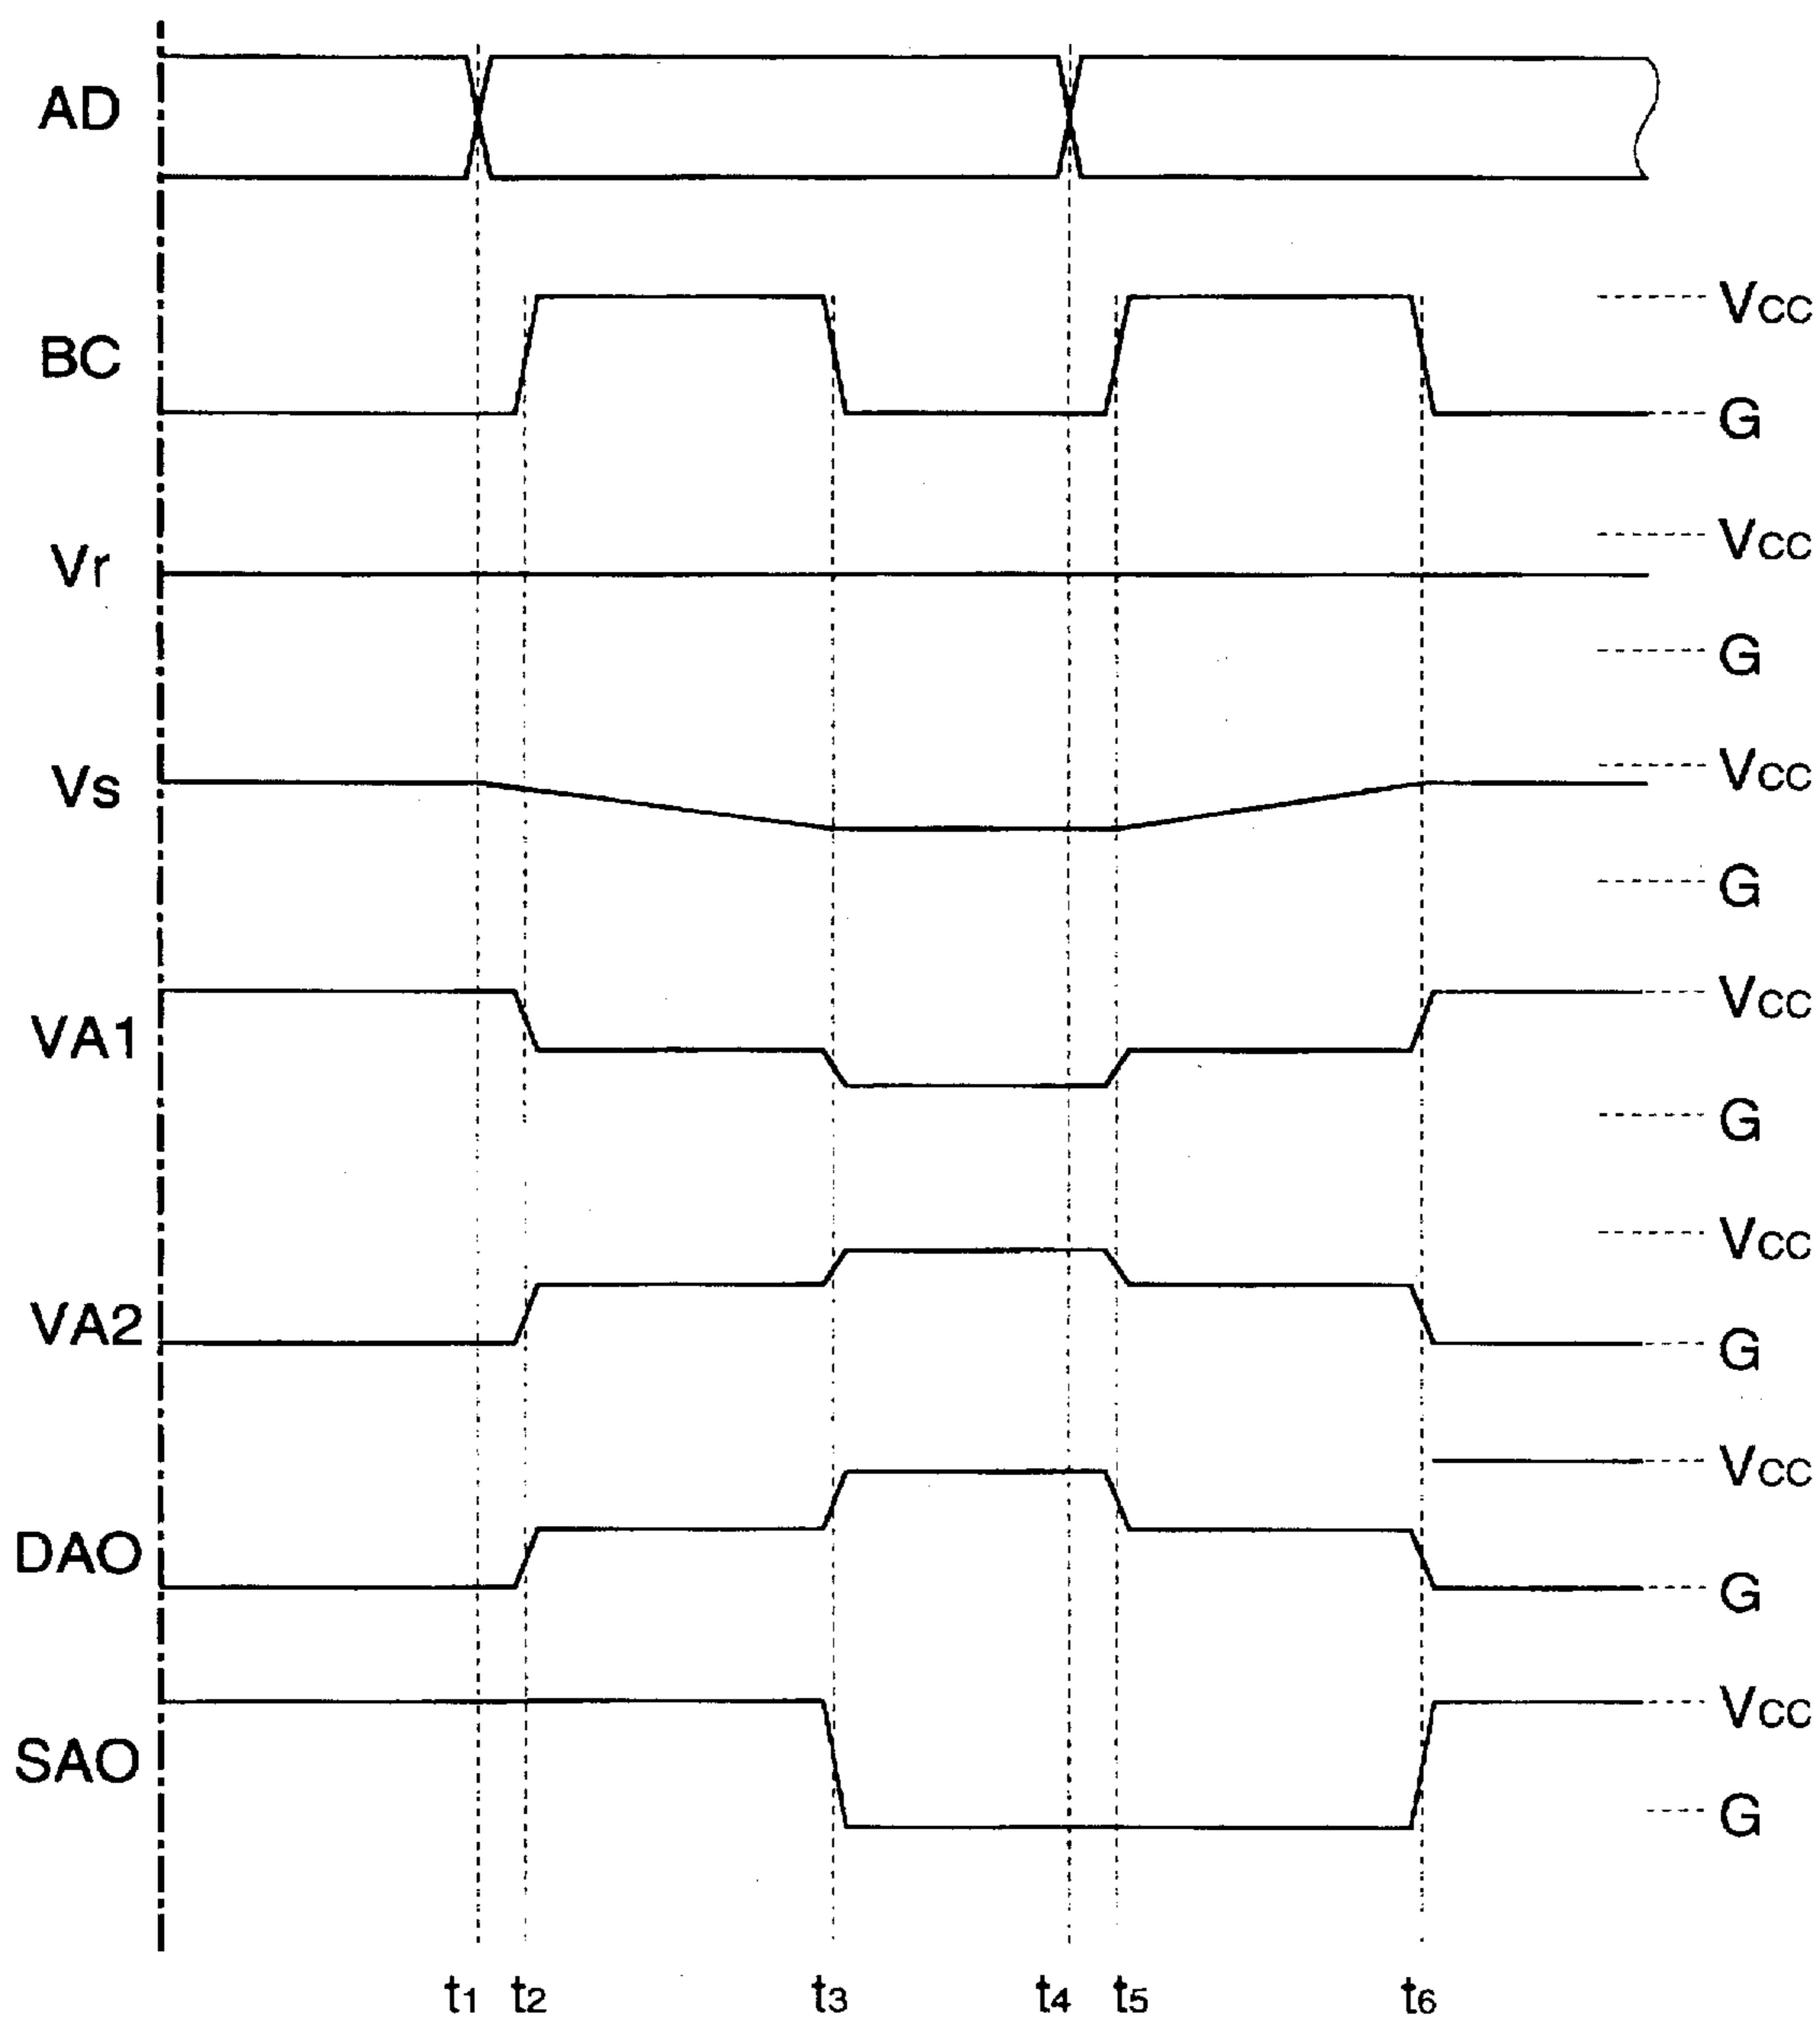 AD
BC
Vcc
G
Vr
Vcc
G
Vs
Vcc
G
VA1
Vcc
G
VA2
Vcc
G
DAO
Vcc
G
SAO
Vcc
G
t1 t2 t3 t4 t5 t6